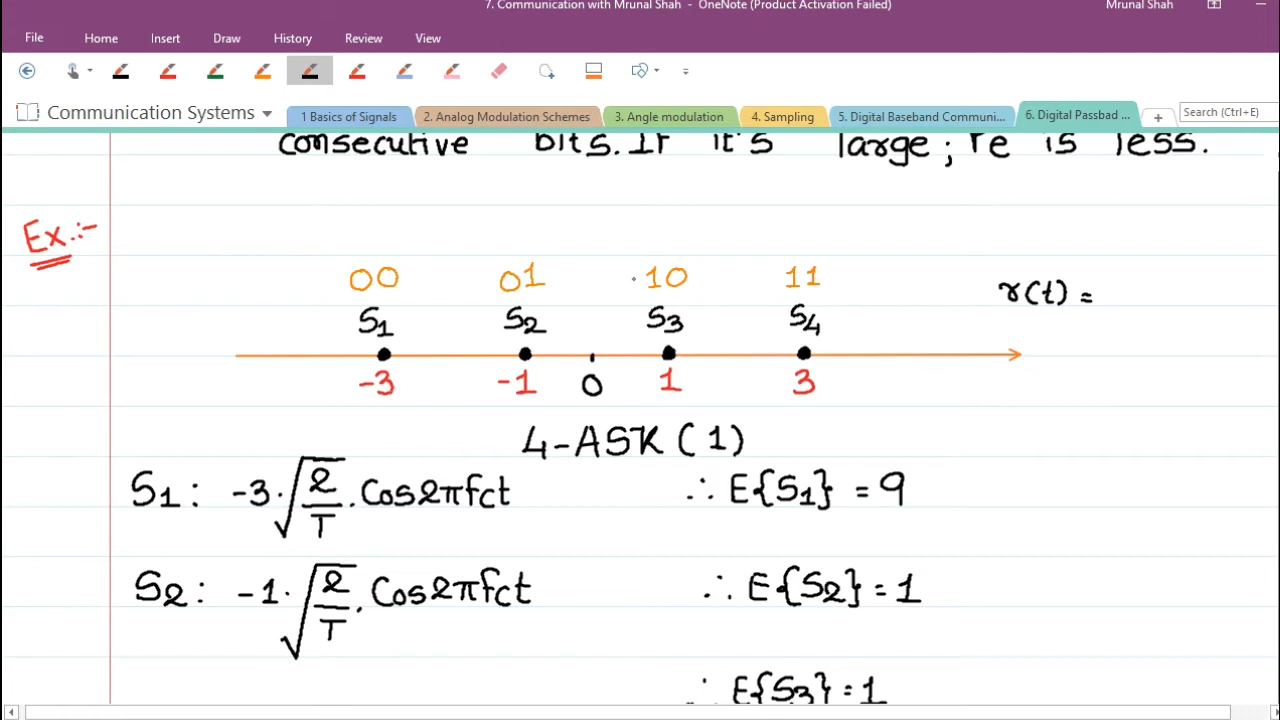 7. Communication with Mrunal Shah - OneNote (Product Activation Failed)
Mrunal Shah
File Home Insert Draw History Review View
Communication Systems
1 Basics of Signals
2. Analog Modulation Schemes
3. Angle modulation
4. Sampling
5. Digital Baseband Communi...
6. Digital Passbad ...
Search (Ctrl+E)
consecutive bits. If it's large; Pe is less.
Ex.:-
00 01 10 11
S1 S2 S3 S4
r(t) =
-3 -1 0 1 3
4-ASK (1)
S1: -3.√2/T . Cos2πfct ∴ E{S1} = 9
S2: -1.√2/T . Cos2πfct ∴ E{S2} = 1
∴ E{S3} = 1